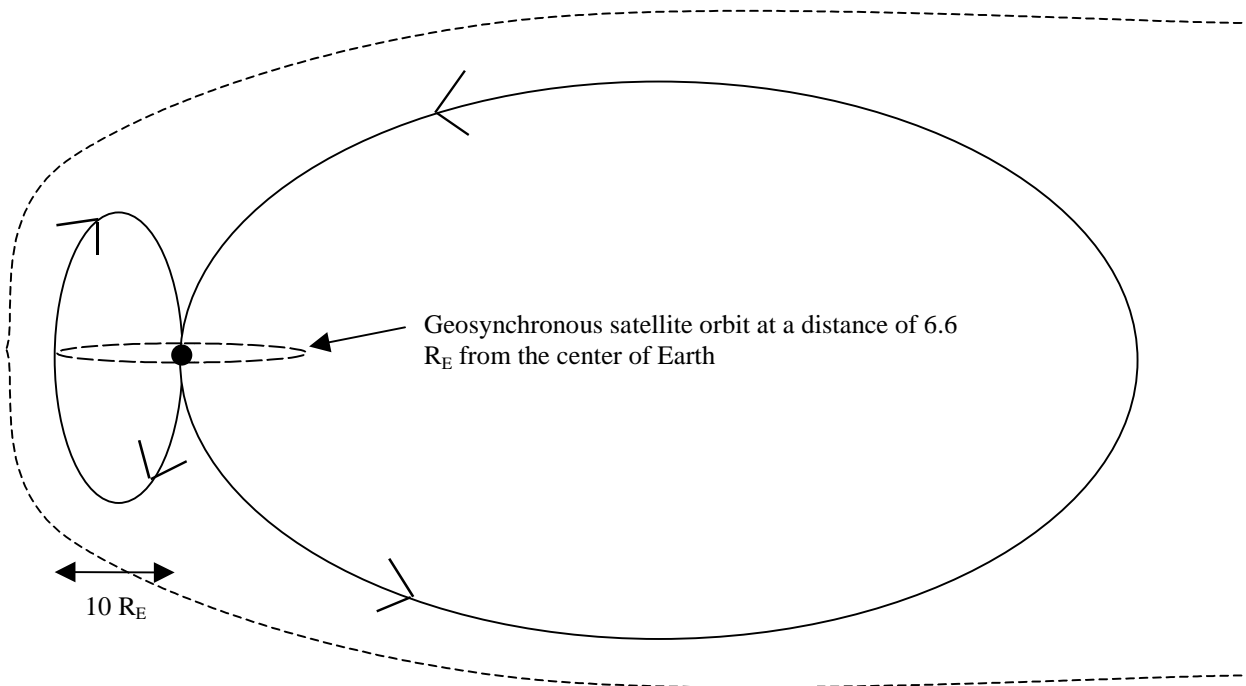 Geosynchronous satellite orbit at a distance of 6.6
R_E from the center of Earth
10 R_E